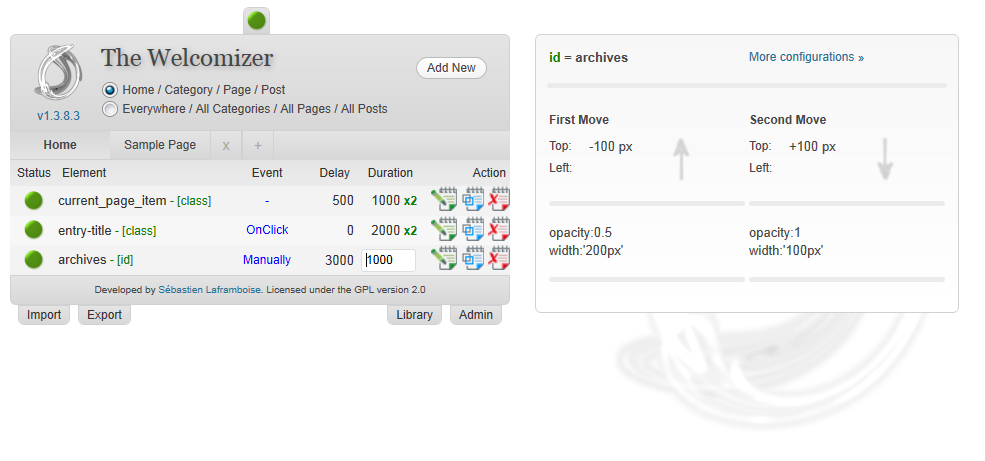 The Welcomizer
Add New
Home / Category / Page / Post
Everywhere / All Categories / All Pages / All Posts
v1.3.8.3
Home Sample Page x +
Status Element Event Delay Duration Action
current_page_item - [class] - 500 1000 x2
entry-title - [class] OnClick 0 2000 x2
archives - [id] Manually 3000 1000
Developed by Sébastien Laframboise. Licensed under the GPL version 2.0
Import Export Library Admin
id = archives More configurations »
First Move Second Move
Top: -100 px Top: +100 px
Left: Left:
opacity:0.5 opacity:1
width:'200px' width:'100px'